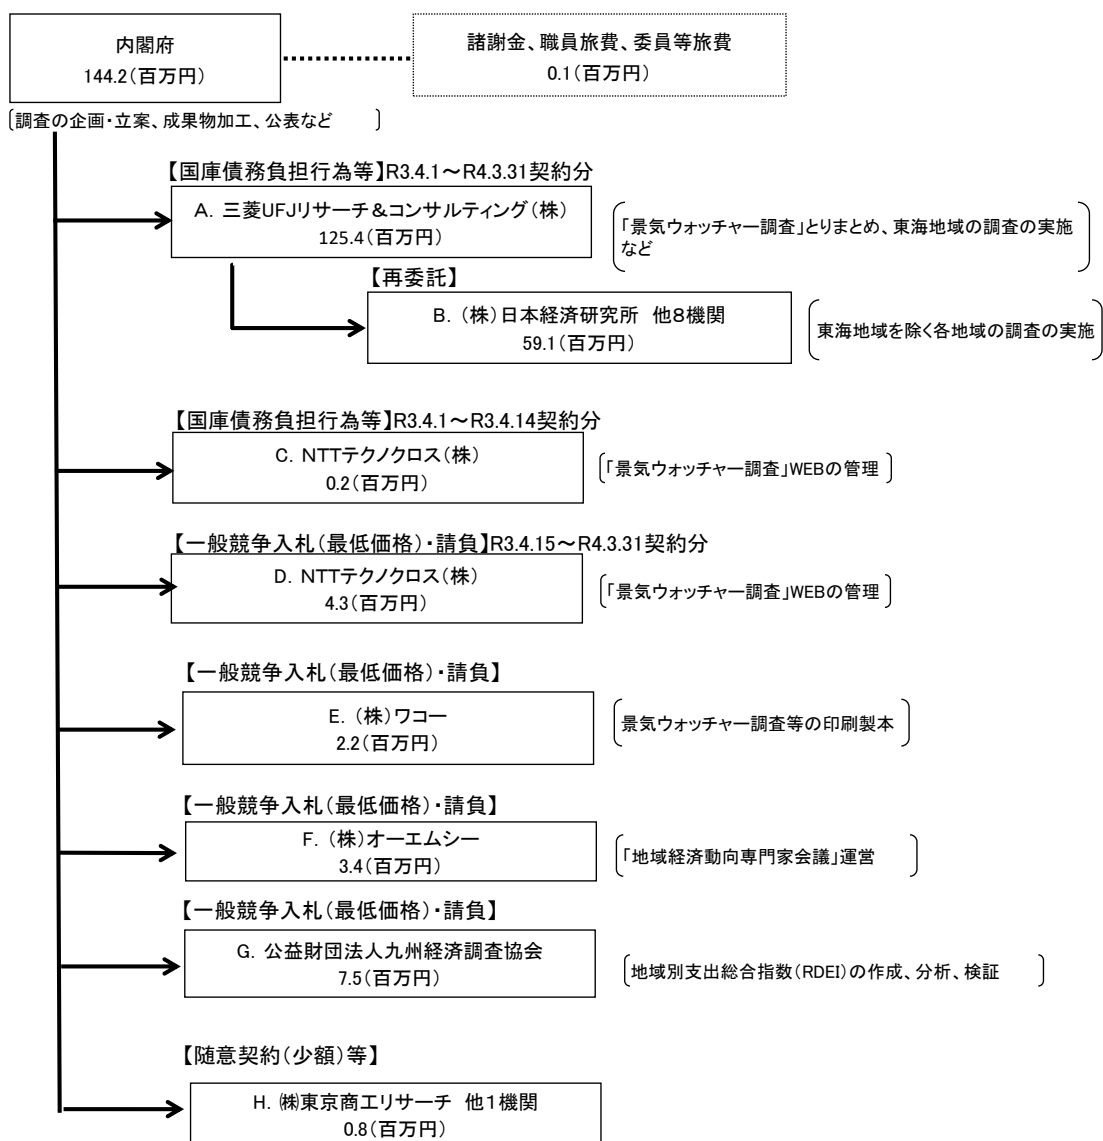 内閣府
144.2(百万円)
諸謝金、職員旅費、委員等旅費
0.1(百万円)
〔調査の企画・立案、成果物加工、公表など 〕
【国庫債務負担行為等】R3.4.1～R4.3.31契約分
A. 三菱UFJリサーチ＆コンサルティング(株)
125.4(百万円)
「景気ウォッチャー調査」とりまとめ、東海地域の調査の実施
など
【再委託】
B. (株)日本経済研究所 他8機関
59.1(百万円)
東海地域を除く各地域の調査の実施
【国庫債務負担行為等】R3.4.1～R3.4.14契約分
C. NTTテクノクロス(株)
0.2(百万円)
「景気ウォッチャー調査」WEBの管理
【一般競争入札(最低価格)・請負】R3.4.15～R4.3.31契約分
D. NTTテクノクロス(株)
4.3(百万円)
「景気ウォッチャー調査」WEBの管理
【一般競争入札(最低価格)・請負】
E. (株)ワコー
2.2(百万円)
景気ウォッチャー調査等の印刷製本
【一般競争入札(最低価格)・請負】
F. (株)オーエムシー
3.4(百万円)
「地域経済動向専門家会議」運営
【一般競争入札(最低価格)・請負】
G. 公益財団法人九州経済調査協会
7.5(百万円)
地域別支出総合指数(RDEI)の作成、分析、検証
【随意契約(少額)等】
H. ㈱東京商工リサーチ 他1機関
0.8(百万円)